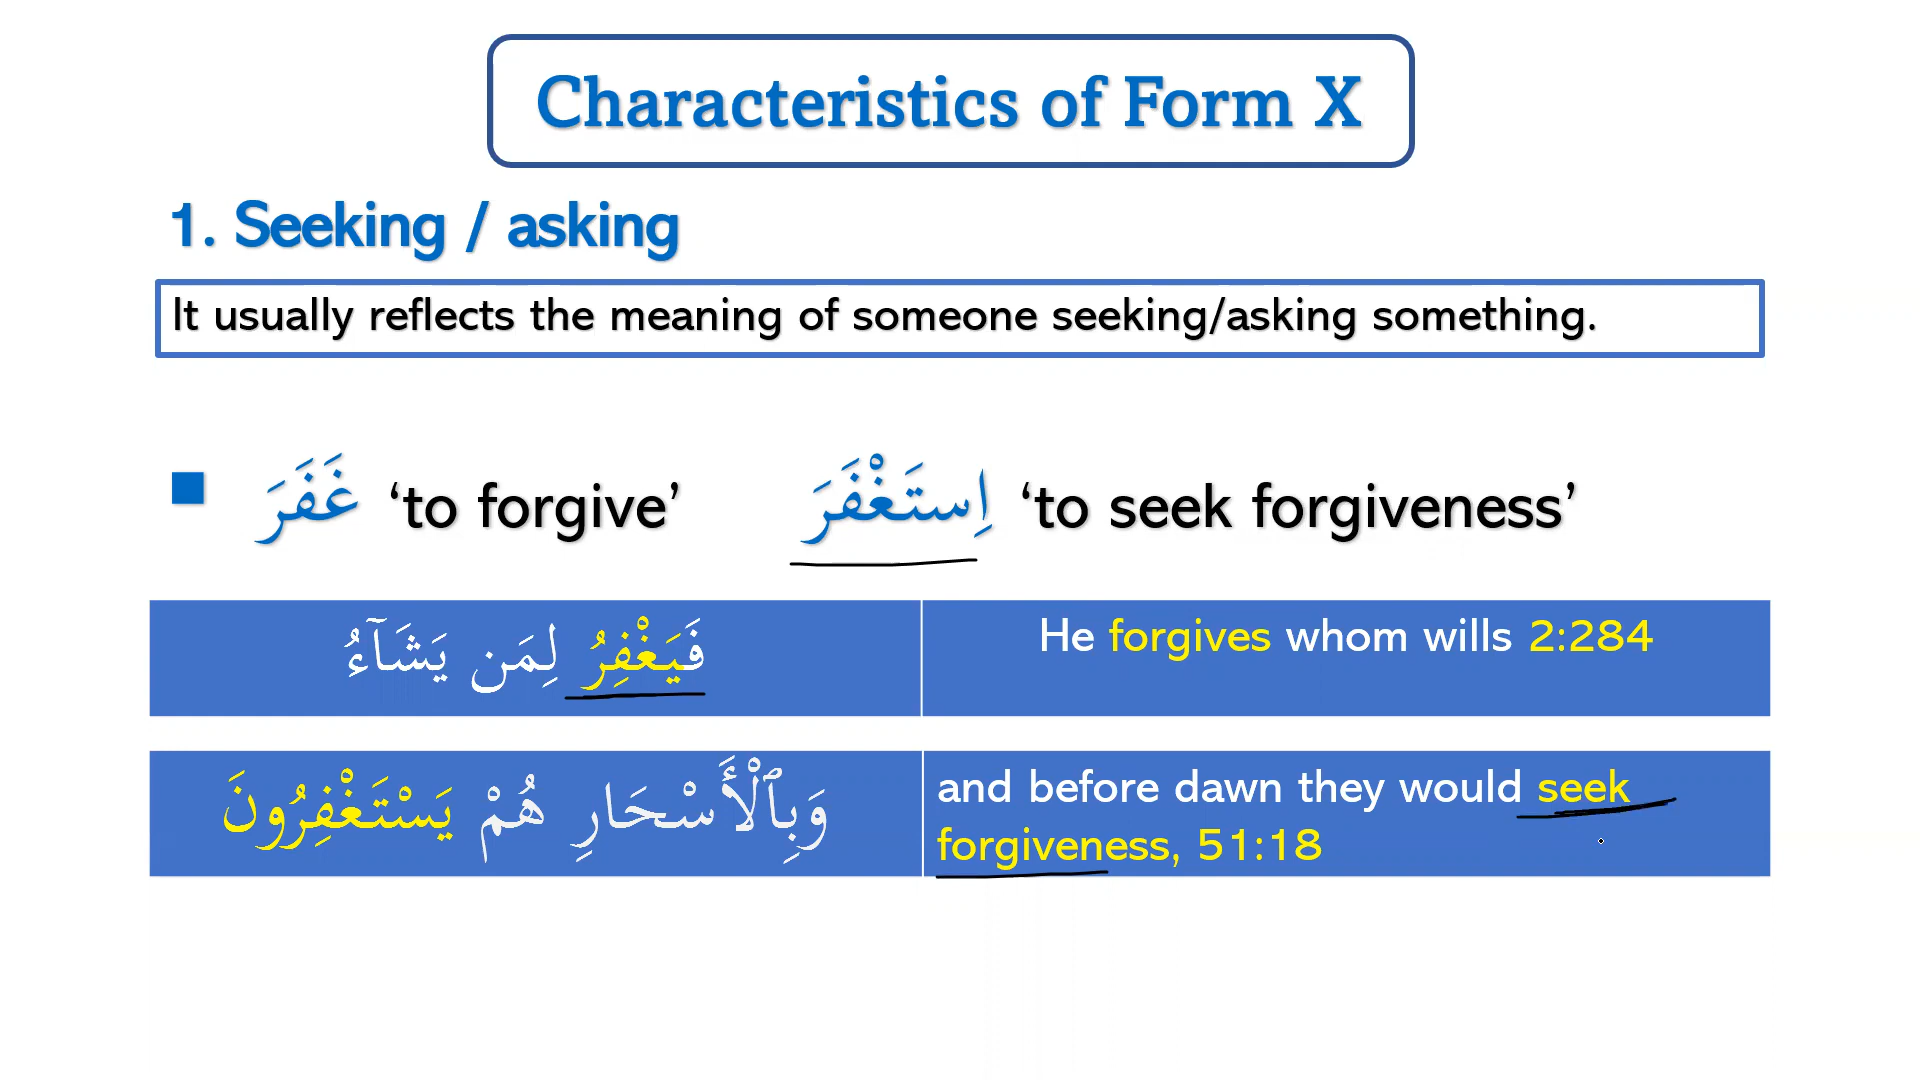 Characteristics of Form X
1. Seeking / asking
It usually reflects the meaning of someone seeking/asking something.
غَفَرَ ‘to forgive’ اِستَغْفَرَ ‘to seek forgiveness’
فَيَغْفِرُ لِمَن يَشَآءُ
He forgives whom wills 2:284
وَبِٱلْأَسْحَارِ هُمْ يَسْتَغْفِرُونَ
and before dawn they would seek
forgiveness, 51:18